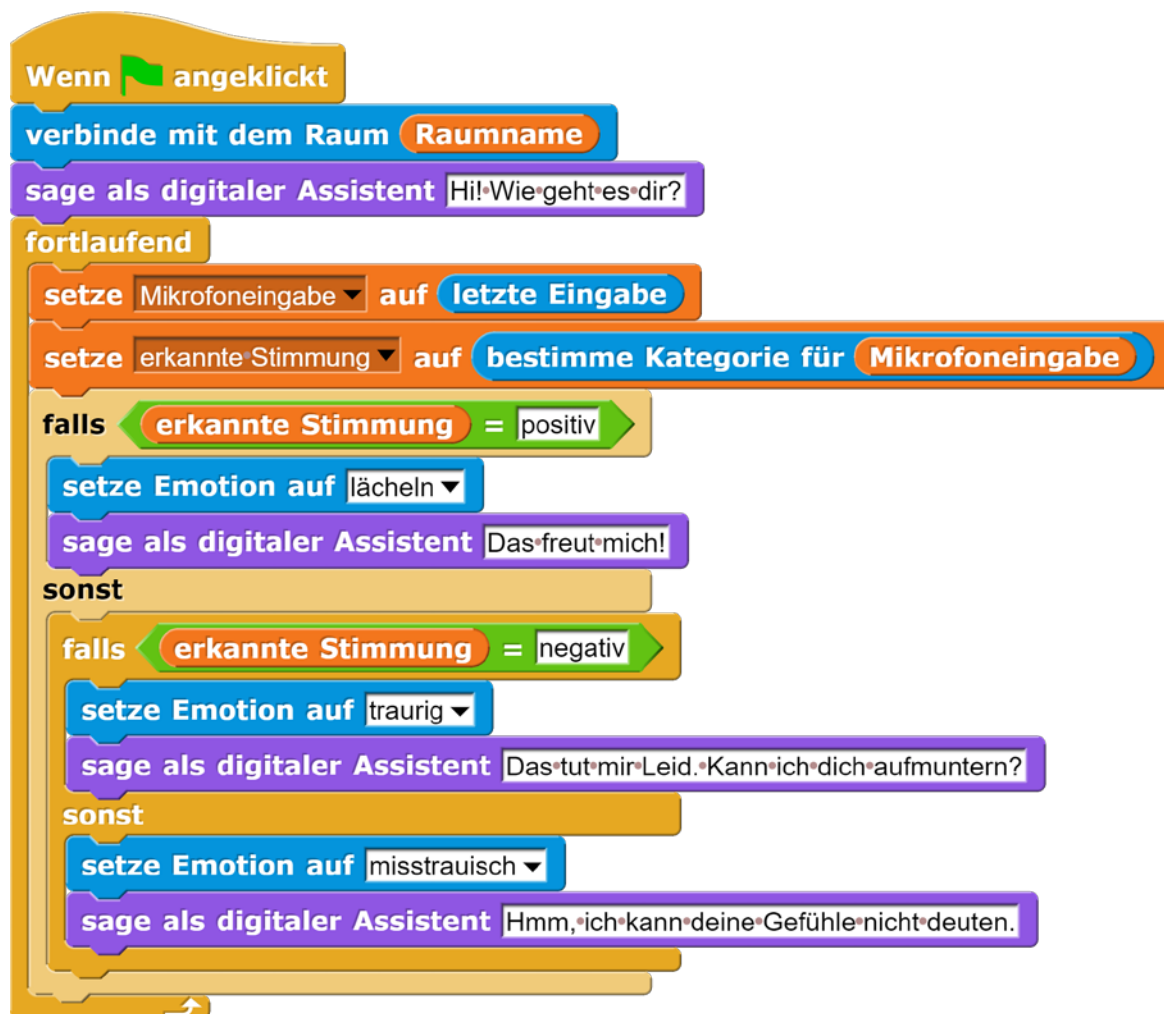 Wenn angeklickt
verbinde mit dem Raum Raumname
sage als digitaler Assistent Hi! Wie geht es dir?
fortlaufend
setze Mikrofoneingabe auf letzte Eingabe
setze erkannte Stimmung auf bestimme Kategorie für Mikrofoneingabe
falls erkannte Stimmung = positiv
setze Emotion auf lächeln
sage als digitaler Assistent Das freut mich!
sonst
falls erkannte Stimmung = negativ
setze Emotion auf traurig
sage als digitaler Assistent Das tut mir Leid. Kann ich dich aufmuntern?
sonst
setze Emotion auf misstrauisch
sage als digitaler Assistent Hmm, ich kann deine Gefühle nicht deuten.